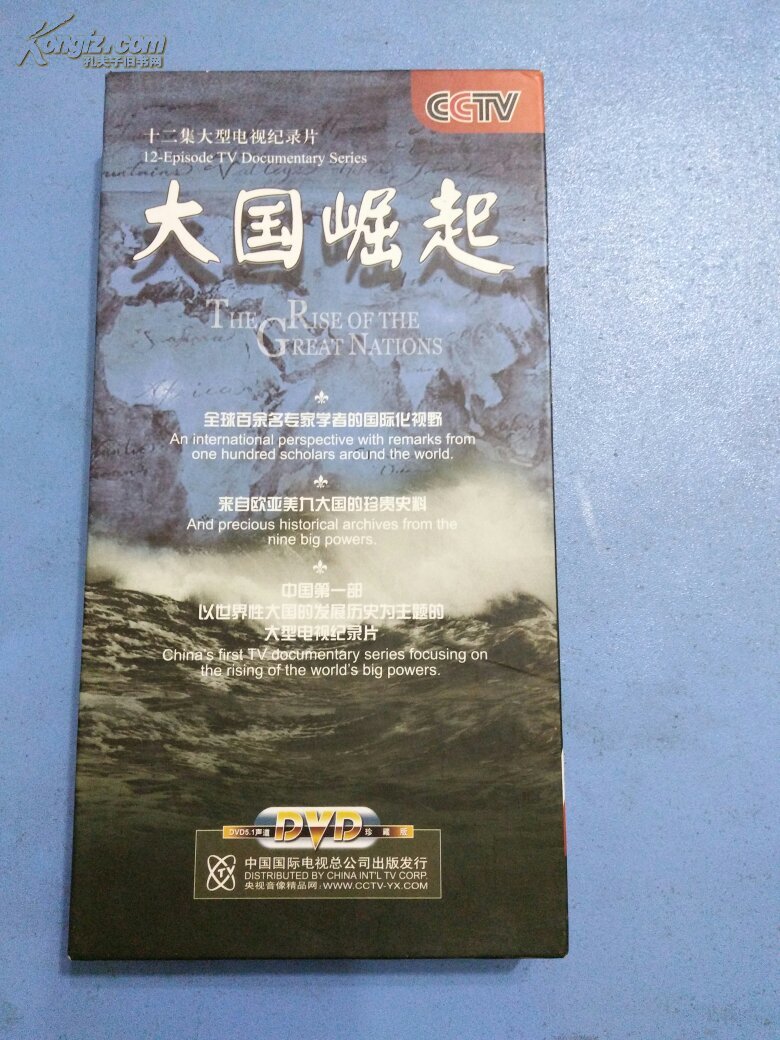 Kongfz.com
孔夫子旧书网
CCTV
十二集大型电视纪录片
12-Episode TV Documentary Series
大国崛起
THE RISE OF THE
GREAT NATIONS
全球百余名专家学者的国际化视野
An international perspective with remarks from
one hundred scholars around the world.
来自欧亚美九大国的珍贵史料
And precious historical archives from the
nine big powers.
中国第一部
以世界性大国的发展历史为主题的
大型电视纪录片
China's first TV documentary series focusing on
the rising of the world's big powers.
DVD5.1声道 DVD 珍藏版
中国国际电视总公司出版发行
DISTRIBUTED BY CHINA INT'L TV CORP.
央视音像精品网:WWW.CCTV-YX.COM